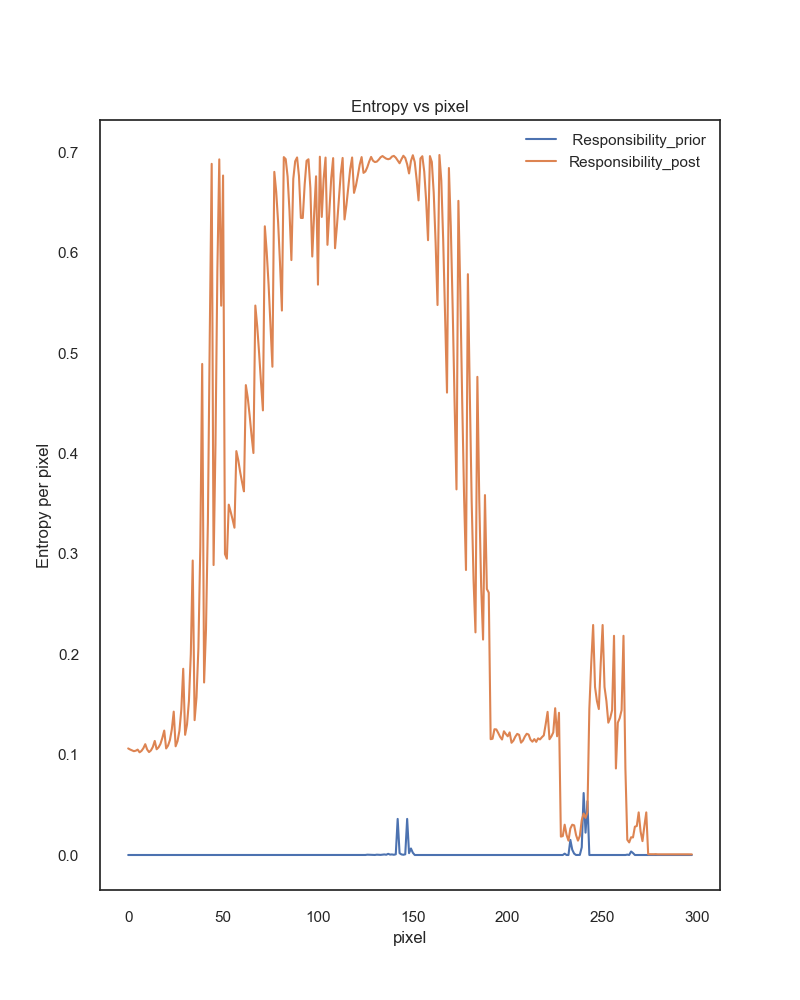 Entropy vs pixel
Responsibility_prior
Responsibility_post
0.7
0.6
0.5
0.4
0.3
0.2
0.1
0.0
Entropy per pixel
0 50 100 150 200 250 300
pixel